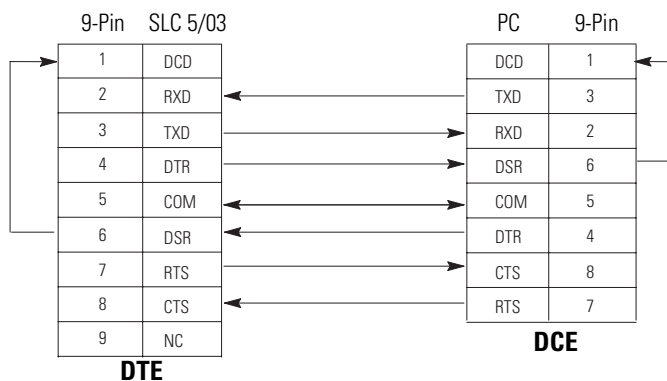 9-Pin SLC 5/03 PC 9-Pin
1 DCD DCD 1
2 RXD TXD 3
3 TXD RXD 2
4 DTR DSR 6
5 COM COM 5
6 DSR DTR 4
7 RTS CTS 8
8 CTS RTS 7
9 NC
DTE DCE